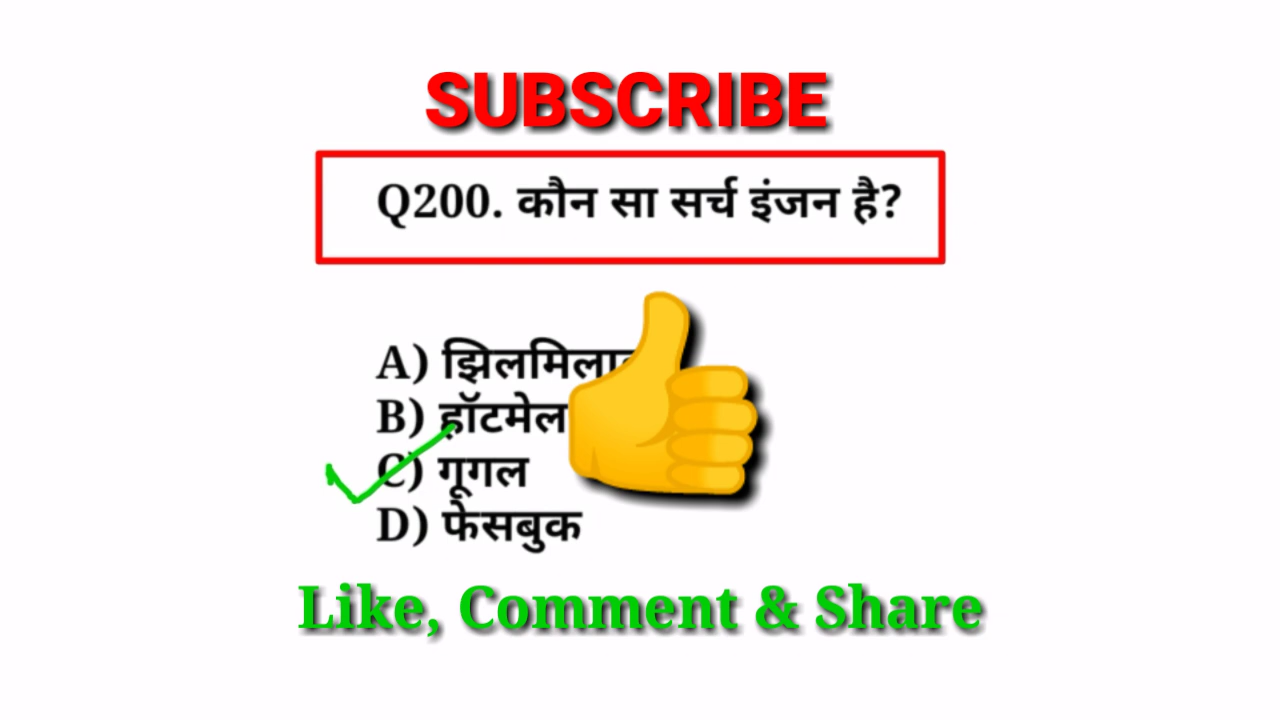 SUBSCRIBE
Q200. कौन सा सर्च इंजन है?
A)
B) हॉटमेल
C) गूगल
D) फेसबुक
Like, Comment & Share